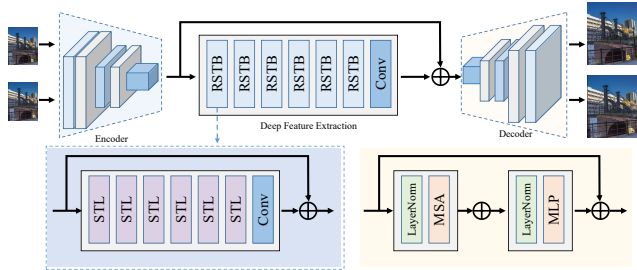 RSTB
RSTB
RSTB
RSTB
RSTB
RSTB
Conv
Encoder
Deep Feature Extraction
Decoder
STL
STL
STL
STL
STL
STL
Conv
LayerNorm
MSA
LayerNorm
MLP